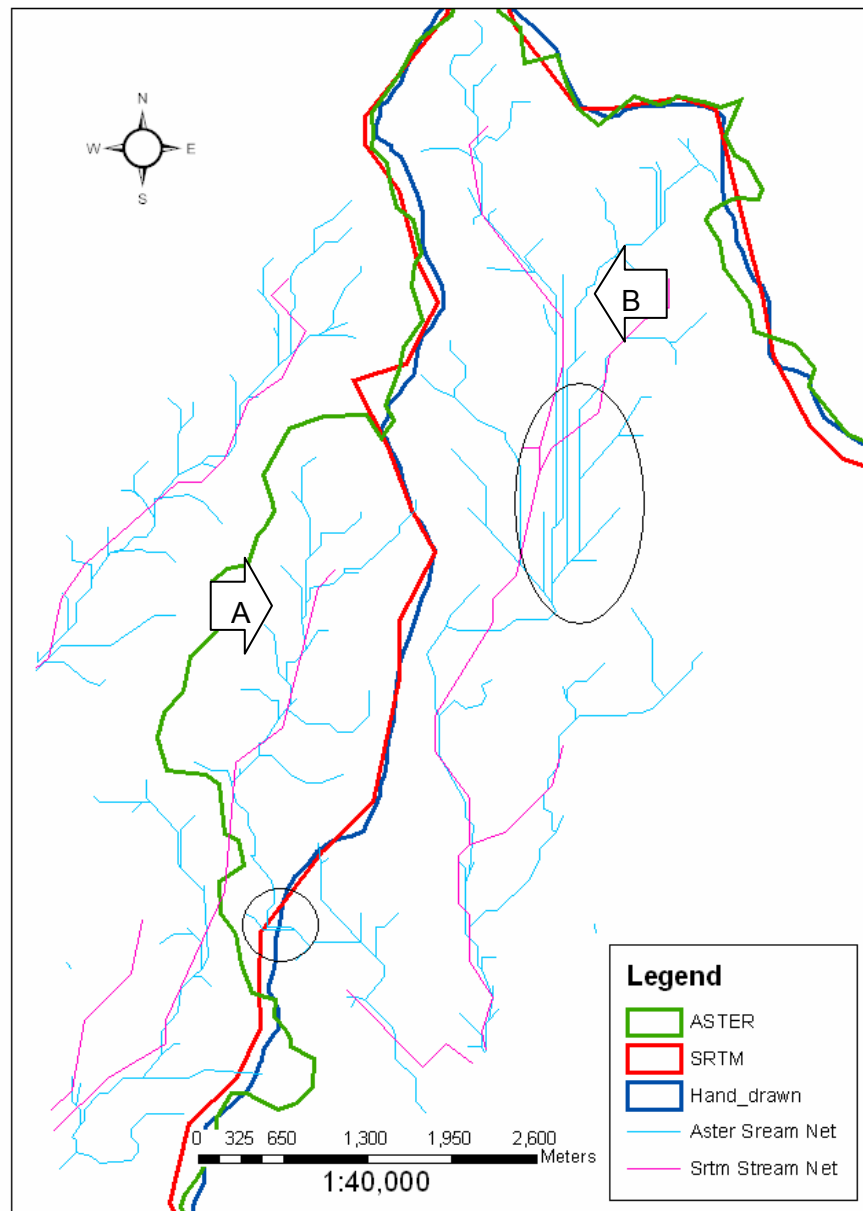 N
W E
S
B
A
Legend
ASTER
SRTM
Hand_drawn
Aster Sream Net
Srtm Stream Net
0 325 650 1,300 1,950 2,600
Meters
1:40,000